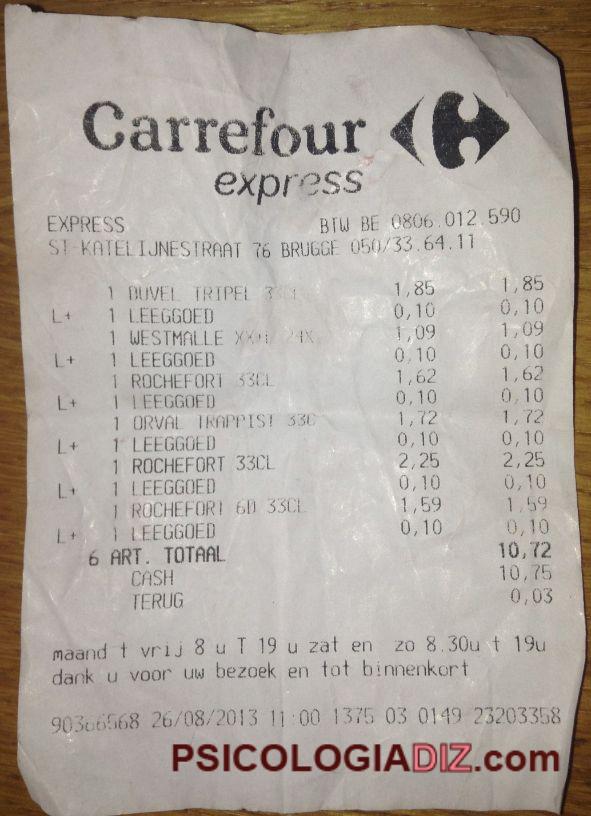 Carrefour
express
EXPRESS BTW BE 0806.012.590
ST-KATELIJNESTRAAT 76 BRUGGE 050/33.64.11
1 DUVEL TRIPEL 33CL 1,85 1,85
L+ 1 LEEGGOED 0,10 0,10
1 WESTMALLE 24X 1,09 1,09
L+ 1 LEEGGOED 0,10 0,10
1 ROCHEFORT 33CL 1,62 1,62
L+ 1 LEEGGOED 0,10 0,10
1 ORVAL TRAPPIST 33C 1,72 1,72
L+ 1 LEEGGOED 0,10 0,10
1 ROCHEFORT 33CL 2,25 2,25
L+ 1 LEEGGOED 0,10 0,10
1 ROCHEFORT 6D 33CL 1,59 1,59
L+ 1 LEEGGOED 0,10 0,10
6 ART. TOTAAL 10,72
CASH 10,75
TERUG 0,03
maand t vrij 8 u T 19 u zat en zo 8.30u t 19u
dank u voor uw bezoek en tot binnenkort
26/08/2013 11:00 1375 03 0149 23203358
PSICOLOGIADIZ.com